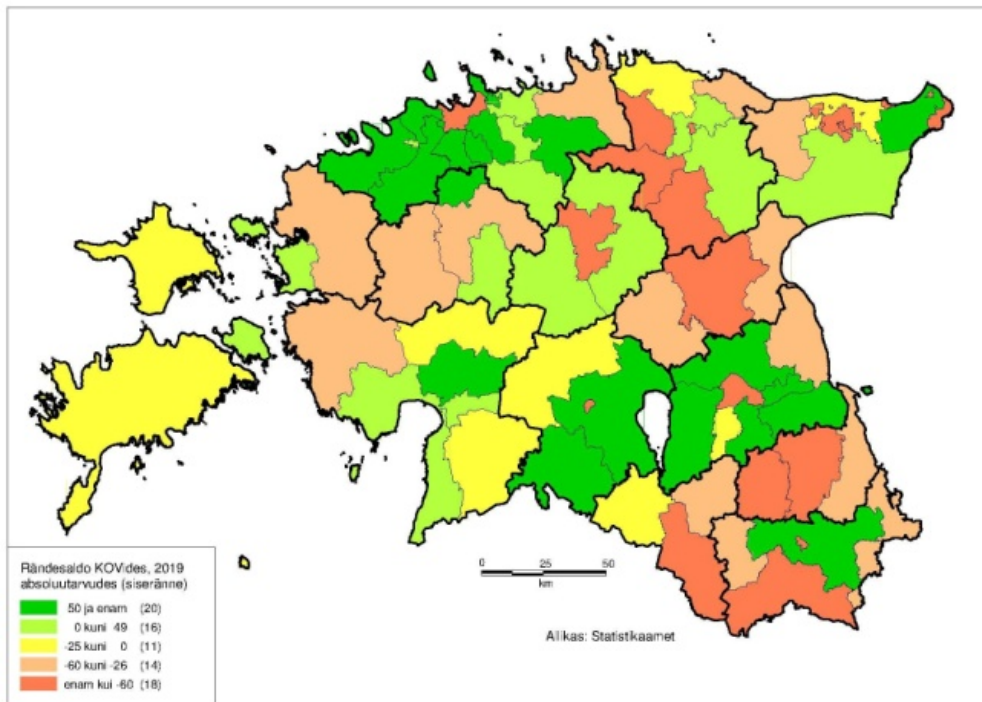 Rändesaldo KOVides, 2019
absoluutarvudes (siseränne)
50 ja enam (20)
0 kuni 49 (16)
-25 kuni 0 (11)
-60 kuni -26 (14)
enam kui -60 (18)
0 25 50
km
Allikas: Statistikaamet